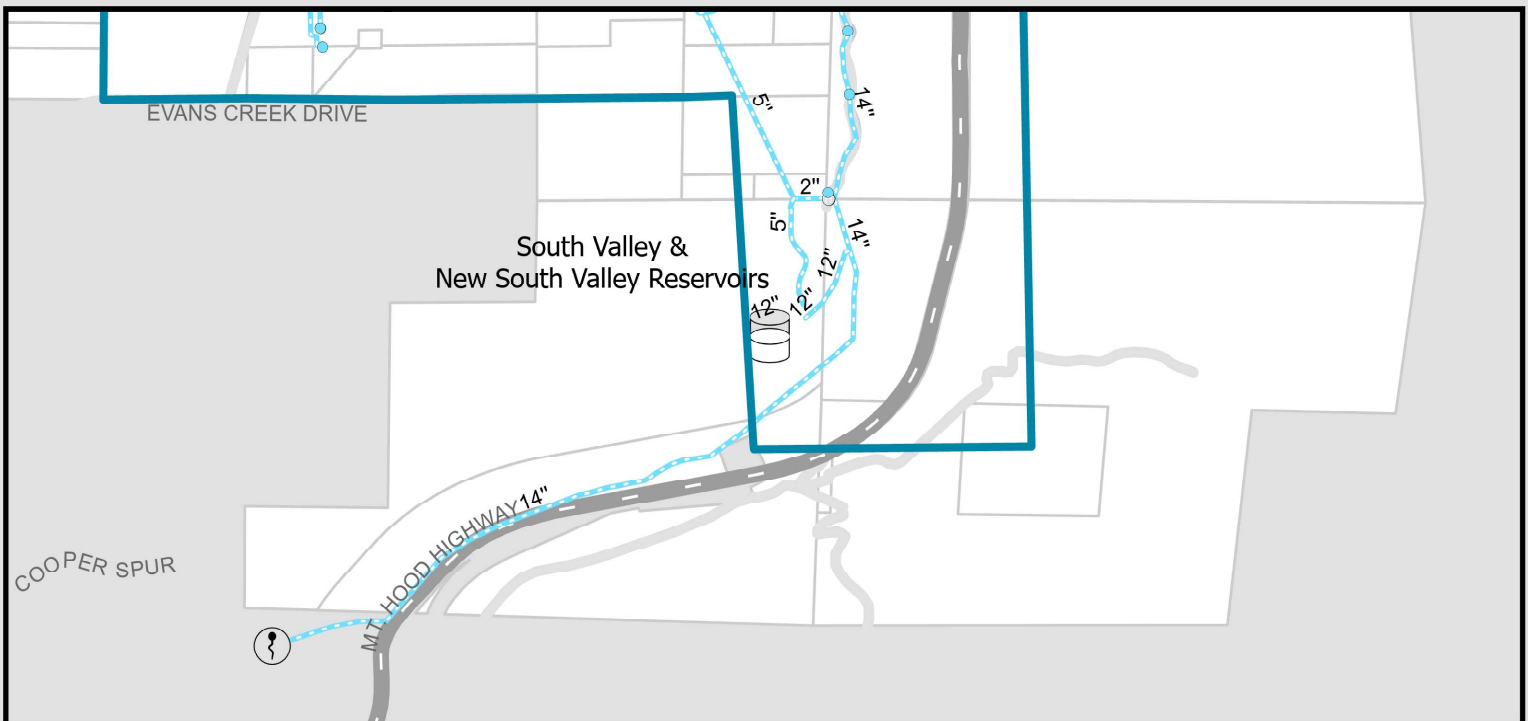 EVANS CREEK DRIVE
5"
14"
2"
5"
14"
12"
South Valley &
New South Valley Reservoirs
12"
12"
14"
MT. HOOD HIGHWAY
COOPER SPUR